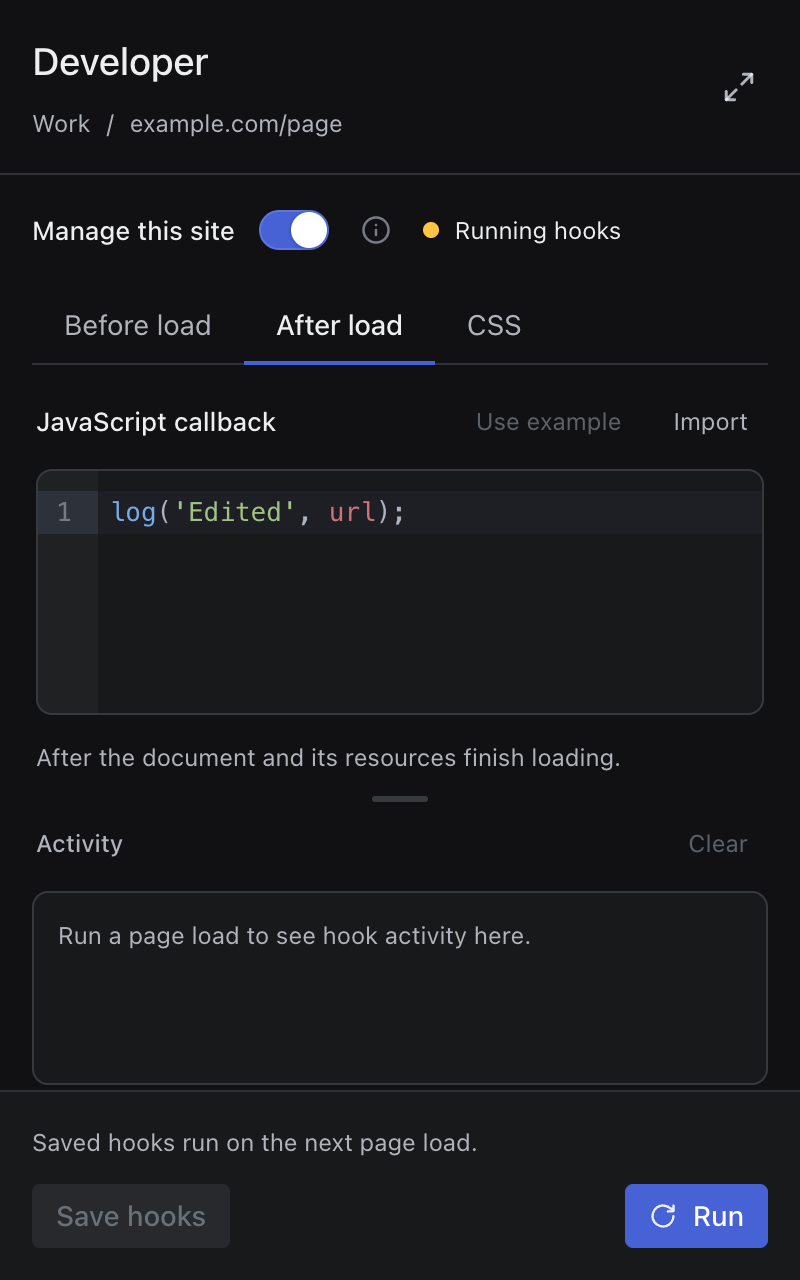 Developer
Work / example.com/page
Manage this site
Running hooks
Before load
After load
CSS
JavaScript callback
Use example
Import
1 log('Edited', url);
After the document and its resources finish loading.
Activity
Clear
Run a page load to see hook activity here.
Saved hooks run on the next page load.
Save hooks
Run